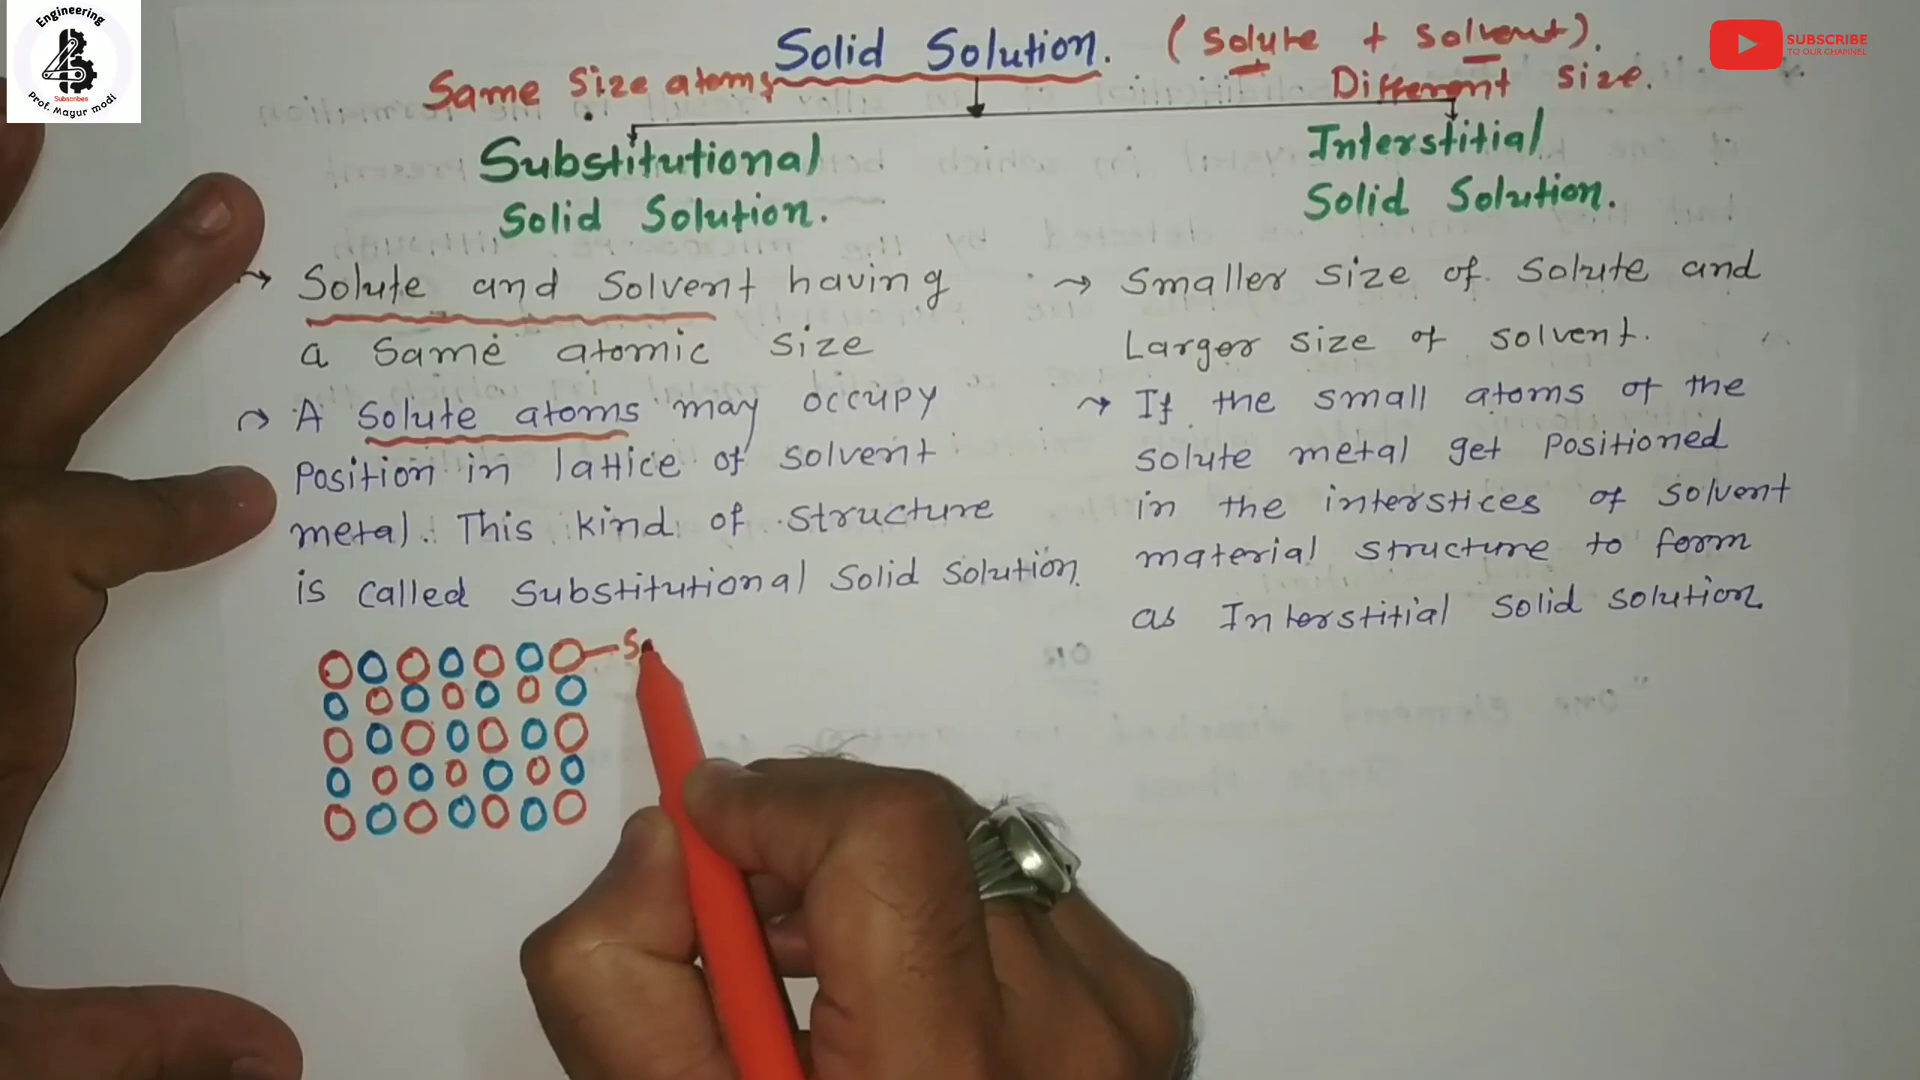 Engineering
Subscribes
Prof. Mayur modi
SUBSCRIBE
TO OUR CHANNEL
Solid Solution. (Solute + Solvent).
Same Size atoms
Different Size.
Substitutional
Solid Solution.
→ Solute and Solvent having
a same atomic size
→ A solute atoms may occupy
Position in lattice of solvent
metal. This kind of structure
is called Substitutional Solid Solution.
S
Interstitial
Solid Solution.
→ Smaller size of solute and
Larger size of solvent.
→ If the small atoms of the
solute metal get Positioned
in the interstices of solvent
material structure to form
as Interstitial solid solution.